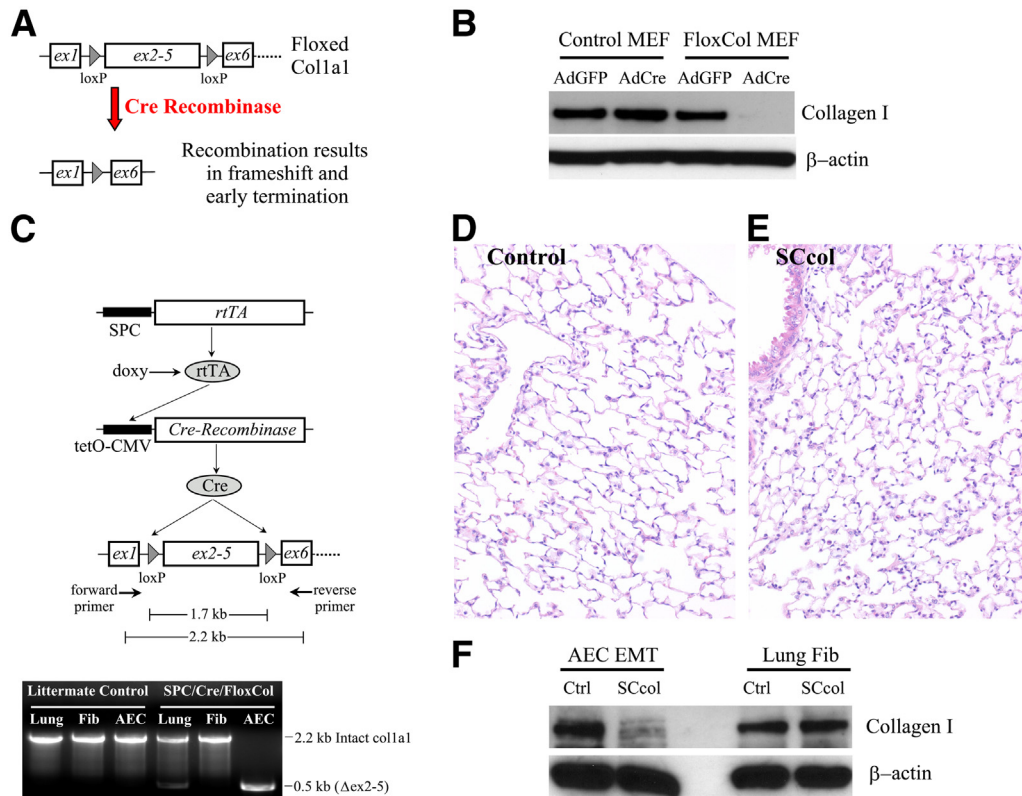 A
ex1
ex2-5
ex6
Floxed
Col1a1
loxP
loxP
Cre Recombinase
ex1
ex6
Recombination results
in frameshift and
early termination
B
Control MEF
FloxCol MEF
AdGFP
AdCre
AdGFP
AdCre
Collagen I
β–actin
C
rtTA
SPC
doxy
rtTA
Cre-Recombinase
tetO-CMV
Cre
ex1
ex2-5
ex6
loxP
loxP
forward
primer
reverse
primer
1.7 kb
2.2 kb
Littermate Control
SPC/Cre/FloxCol
Lung
Fib
AEC
Lung
Fib
AEC
2.2 kb Intact col1a1
0.5 kb (Δex2-5)
D
Control
E
SCcol
F
AEC EMT
Lung Fib
Ctrl
SCcol
Ctrl
SCcol
Collagen I
β–actin